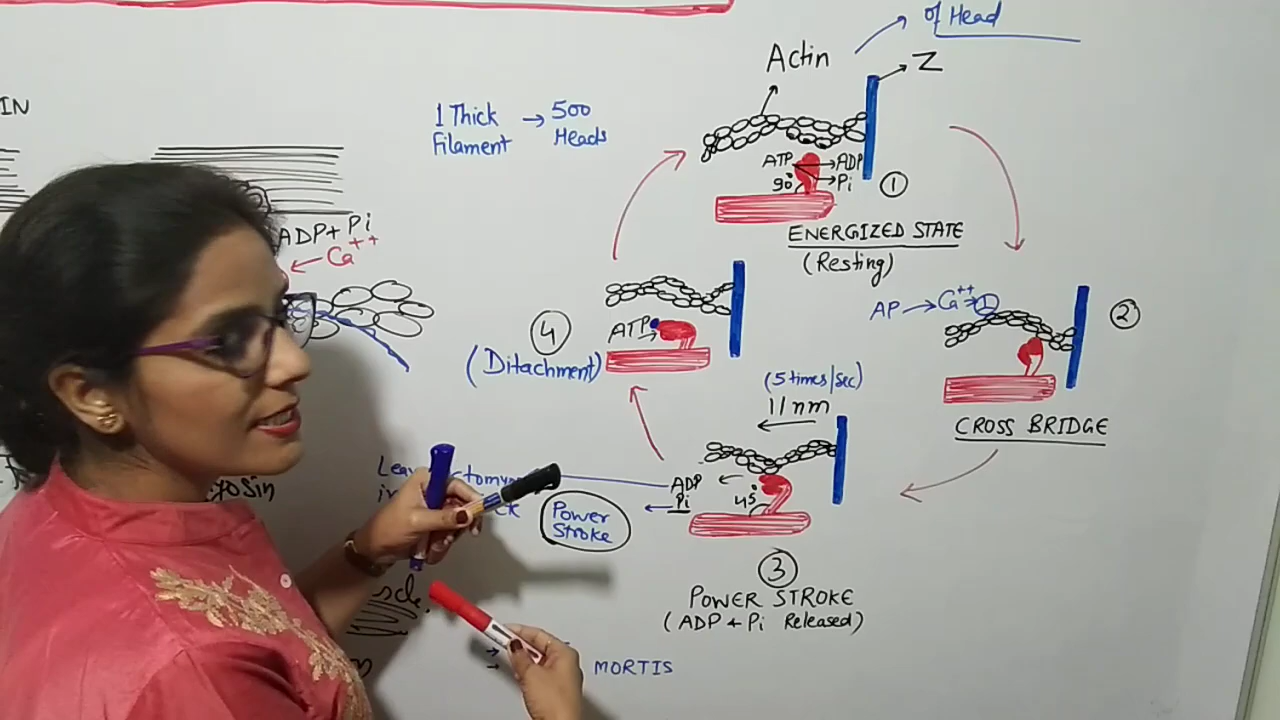 of Head
Actin
Z
IN
1 Thick → 500
Filament Heads
ATP → ADP
90° → Pi
①
ENERGIZED STATE
(Resting)
ADP + Pi
← Ca++
AP → Ca++ →
②
CROSS BRIDGE
④
ATP →
(Ditachment)
(5 times/sec)
11 nm
←
ADP ←
← Pi
45°
Power
Stroke
③
POWER STROKE
(ADP + Pi Released)
MORTIS